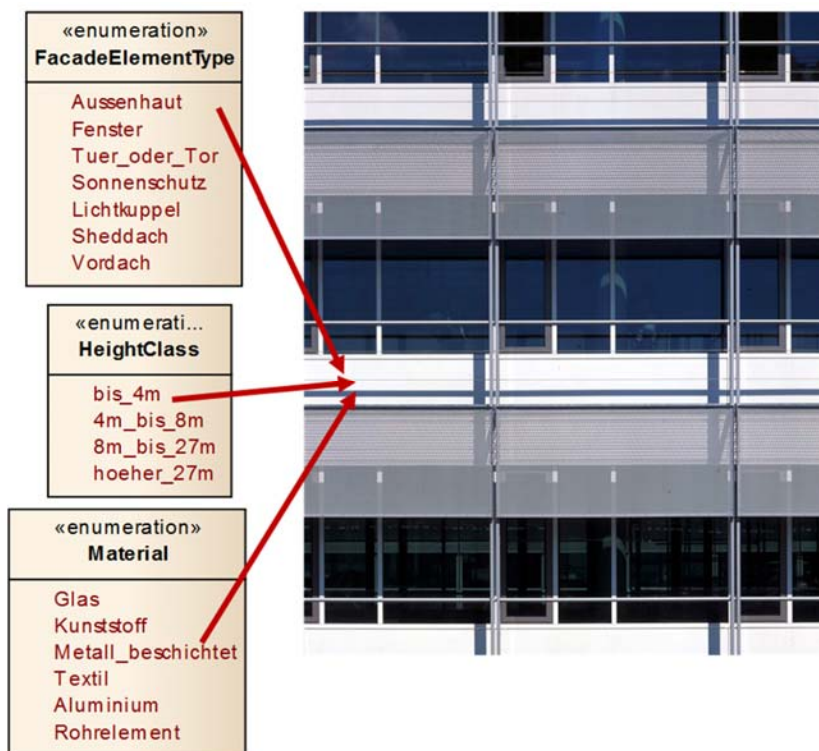 «enumeration»
FacadeElementType
Aussenhaut
Fenster
Tuer_oder_Tor
Sonnenschutz
Lichtkuppel
Sheddach
Vordach
«enumerati...
HeightClass
bis_4m
4m_bis_8m
8m_bis_27m
hoeher_27m
«enumeration»
Material
Glas
Kunststoff
Metall_beschichtet
Textil
Aluminium
Rohrelement